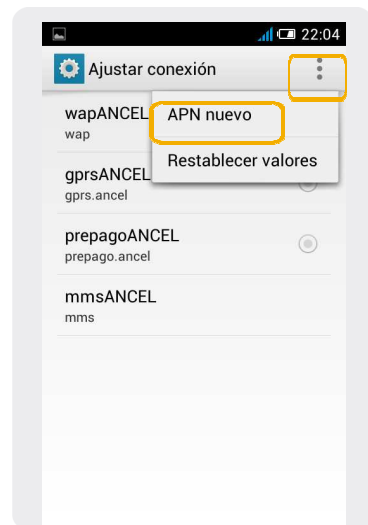 22:04
Ajustar conexión
APN nuevo
Restablecer valores
wapANCEL
wap
gprsANCEL
gprs.ancel
prepagoANCEL
prepago.ancel
mmsANCEL
mms